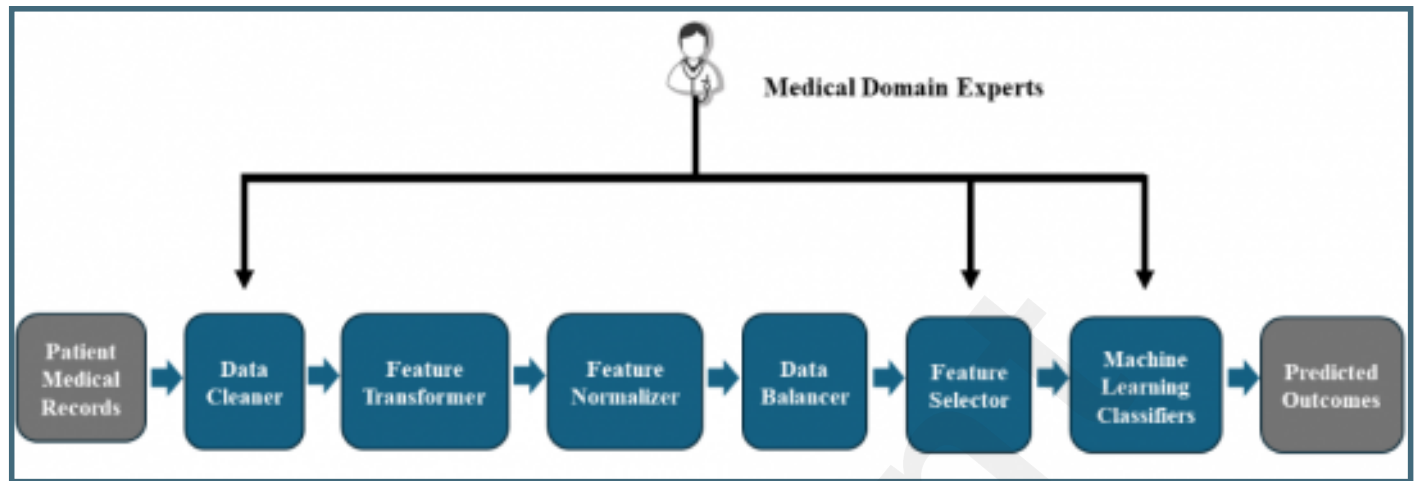 Medical Domain Experts
Patient
Medical
Records
Data
Cleaner
Feature
Transformer
Feature
Normalizer
Data
Balancer
Feature
Selector
Machine
Learning
Classifiers
Predicted
Outcomes